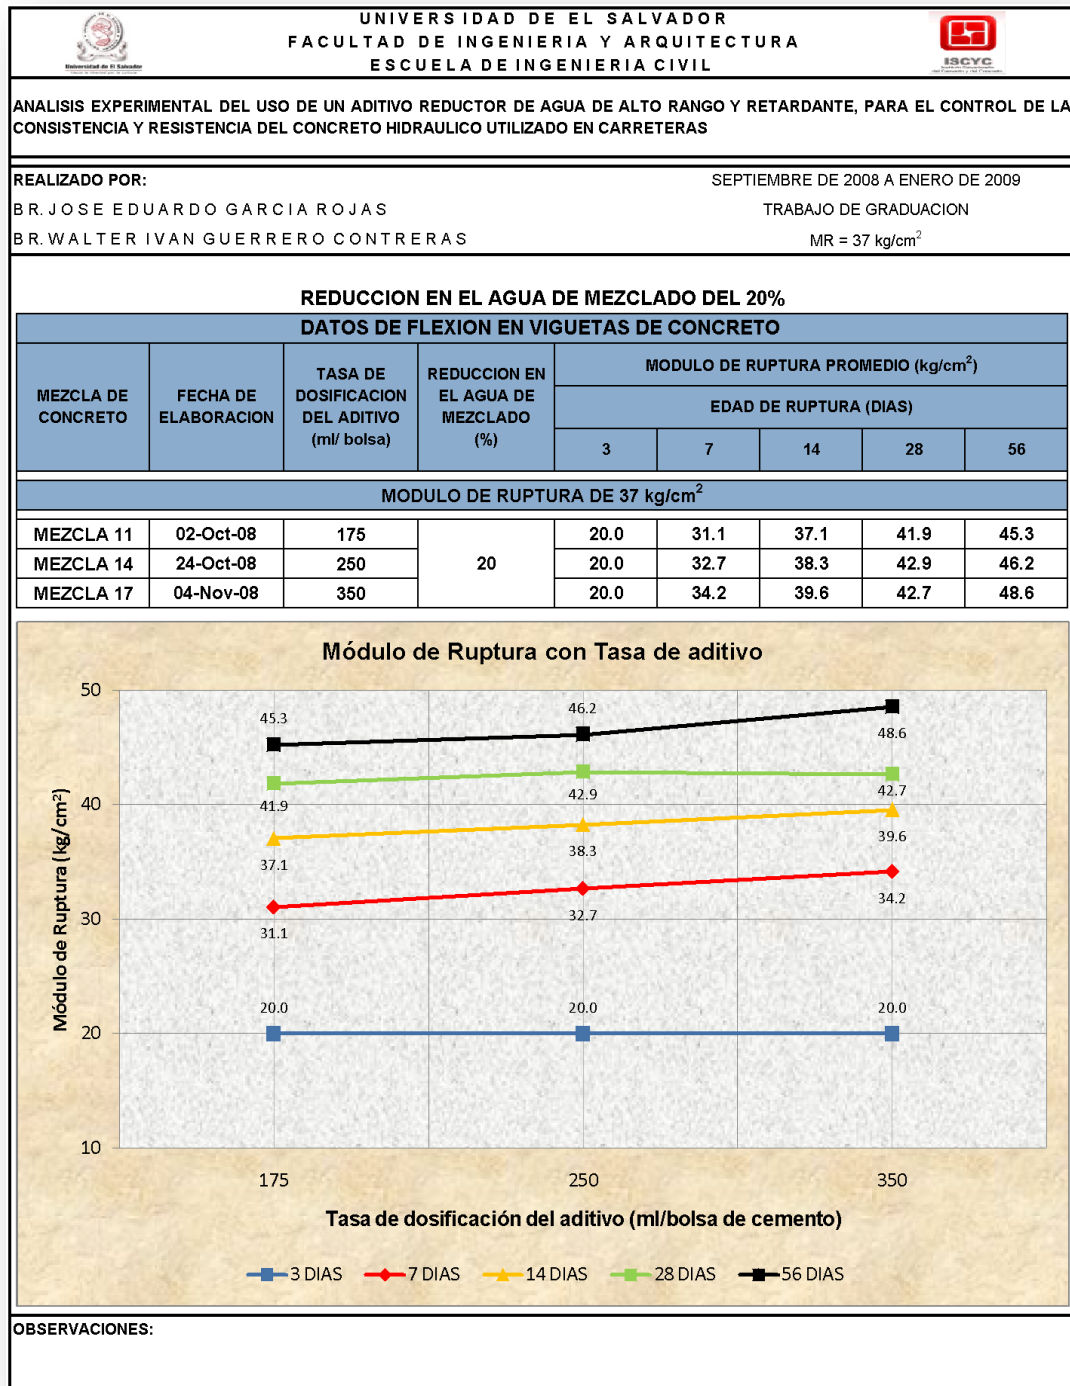 UNIVERSIDAD DE EL SALVADOR
FACULTAD DE INGENIERIA Y ARQUITECTURA
ESCUELA DE INGENIERIA CIVIL
Universidad de El Salvador
ISCYC
ANALISIS EXPERIMENTAL DEL USO DE UN ADITIVO REDUCTOR DE AGUA DE ALTO RANGO Y RETARDANTE, PARA EL CONTROL DE LA
CONSISTENCIA Y RESISTENCIA DEL CONCRETO HIDRAULICO UTILIZADO EN CARRETERAS
REALIZADO POR: SEPTIEMBRE DE 2008 A ENERO DE 2009
BR. JOSE EDUARDO GARCIA ROJAS TRABAJO DE GRADUACION
BR. WALTER IVAN GUERRERO CONTRERAS MR = 37 kg/cm²
REDUCCION EN EL AGUA DE MEZCLADO DEL 20%
DATOS DE FLEXION EN VIGUETAS DE CONCRETO
MEZCLA DE
CONCRETO
FECHA DE
ELABORACION
TASA DE
DOSIFICACION
DEL ADITIVO
(ml/ bolsa)
REDUCCION EN
EL AGUA DE
MEZCLADO
(%)
MODULO DE RUPTURA PROMEDIO (kg/cm²)
EDAD DE RUPTURA (DIAS)
3 7 14 28 56
MODULO DE RUPTURA DE 37 kg/cm²
MEZCLA 11 02-Oct-08 175 20.0 31.1 37.1 41.9 45.3
MEZCLA 14 24-Oct-08 250 20 20.0 32.7 38.3 42.9 46.2
MEZCLA 17 04-Nov-08 350 20.0 34.2 39.6 42.7 48.6
Módulo de Ruptura con Tasa de aditivo
Módulo de Ruptura (kg/cm²)
50
40
30
20
10
45.3 46.2 48.6
41.9 42.9 42.7
37.1 38.3 39.6
31.1 32.7 34.2
20.0 20.0 20.0
175 250 350
Tasa de dosificación del aditivo (ml/bolsa de cemento)
3 DIAS 7 DIAS 14 DIAS 28 DIAS 56 DIAS
OBSERVACIONES: